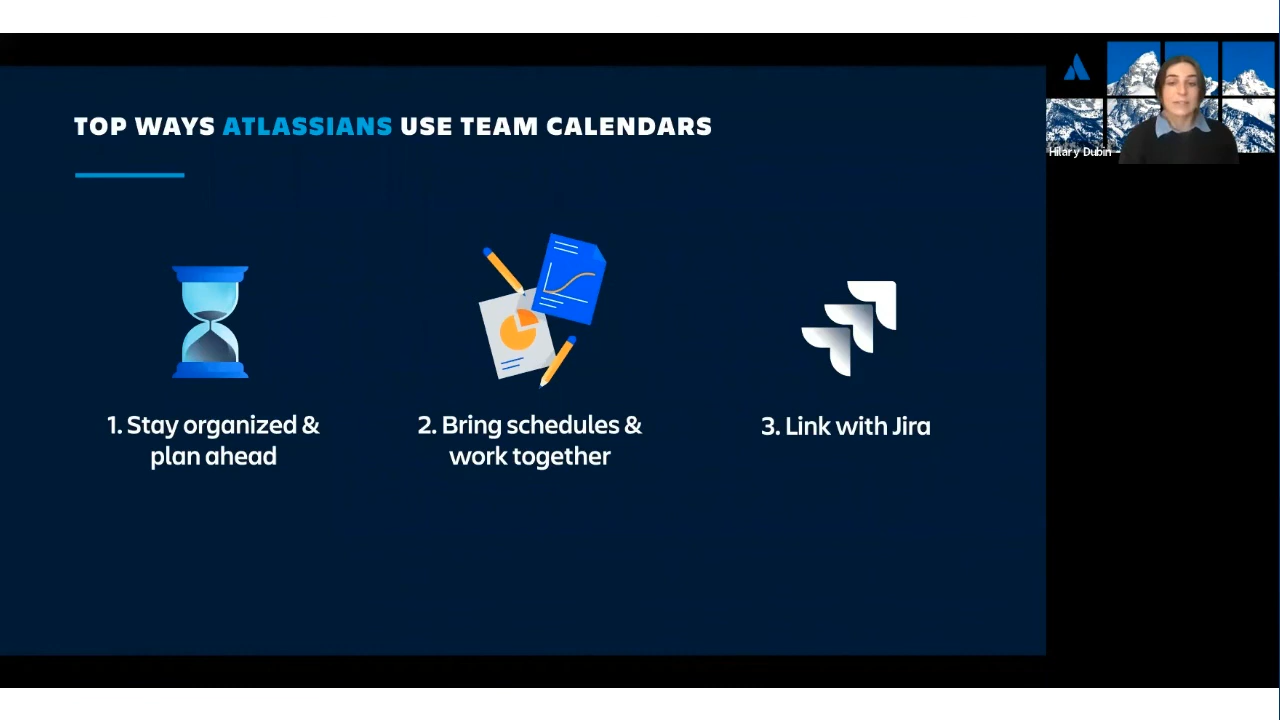 TOP WAYS ATLASSIANS USE TEAM CALENDARS
Hilary Dubin
1. Stay organized &
plan ahead
2. Bring schedules &
work together
3. Link with Jira